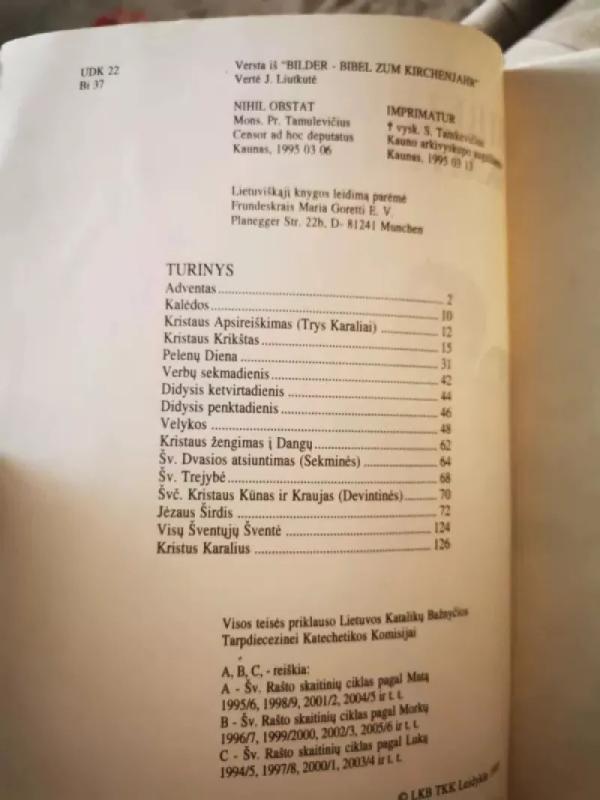 UDK 22
Bi 37
Versta iš "BILDER - BIBEL ZUM KIRCHENJAHR"
Vertė J. Liutkutė
NIHIL OBSTAT
Mons. Pr. Tamulevičius
Censor ad hoc deputatus
Kaunas, 1995 03 06
IMPRIMATUR
† vysk. S. Tamkevičius
Kauno arkivyskupo
Kaunas, 1995 03 13
Lietuviškąjį knygos leidimą parėmė
Frundeskrais Maria Goretti E. V.
Planegger Str. 22b, D- 81241 Munchen
TURINYS
Adventas 2
Kalėdos 10
Kristaus Apsireiškimas (Trys Karaliai) 12
Kristaus Krikštas 15
Pelenų Diena 31
Verbų sekmadienis 42
Didysis ketvirtadienis 44
Didysis penktadienis 46
Velykos 48
Kristaus žengimas į Dangų 62
Šv. Dvasios atsiuntimas (Sekminės) 64
Šv. Trejybė 68
Švč. Kristaus Kūnas ir Kraujas (Devintinės) 70
Jėzaus Širdis 72
Visų Šventųjų Šventė 124
Kristus Karalius 126
Visos teisės priklauso Lietuvos Katalikų Bažnyčios
Tarpdiecezinei Katechetikos Komisijai
A, B, C, - reiškia:
A - Šv. Rašto skaitinių ciklas pagal Matą
1995/6, 1998/9, 2001/2, 2004/5 ir t. t.
B - Šv. Rašto skaitinių ciklas pagal Morkų
1996/7, 1999/2000, 2002/3, 2005/6 ir t. t.
C - Šv. Rašto skaitinių ciklas pagal Luką
1994/5, 1997/8, 2000/1, 2003/4 ir t. t.
© LKB TKK Leidykla